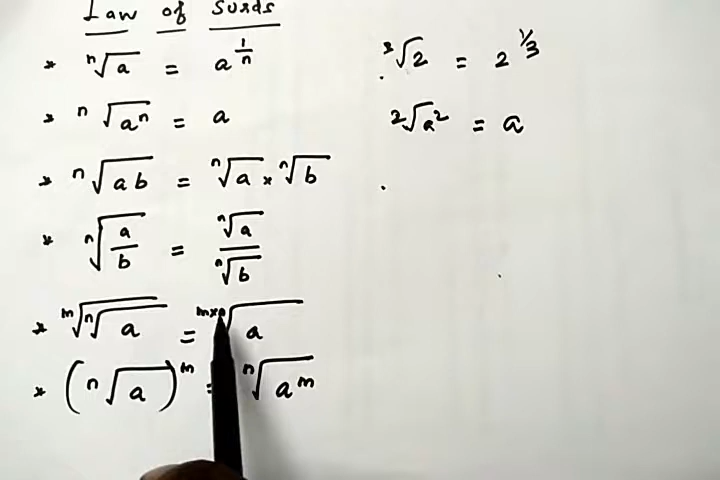 Law of Surds
* ⁿ√a = a^(1/n)
³√2 = 2^(1/3)
* ⁿ√aⁿ = a
²√a² = a
* ⁿ√ab = ⁿ√a × ⁿ√b
* ⁿ√(a/b) = ⁿ√a / ⁿ√b
* ᵐ√ⁿ√a = ᵐˣⁿ√a
* (ⁿ√a)ᵐ = ⁿ√aᵐ